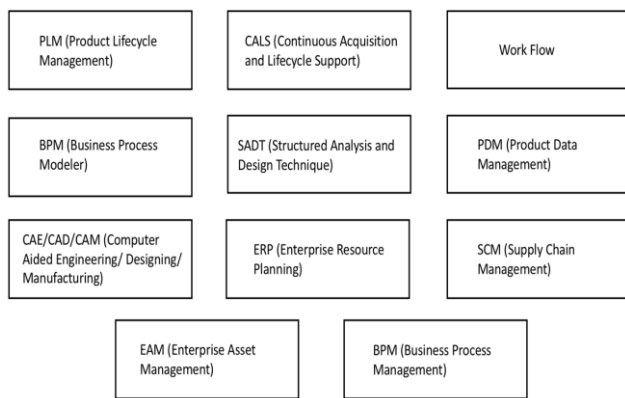 PLM (Product Lifecycle
Management)
CALS (Continuous Acquisition
and Lifecycle Support)
Work Flow
BPM (Business Process
Modeler)
SADT (Structured Analysis and
Design Technique)
PDM (Product Data
Management)
CAE/CAD/CAM (Computer
Aided Engineering/ Designing/
Manufacturing)
ERP (Enterprise Resource
Planning)
SCM (Supply Chain
Management)
EAM (Enterprise Asset
Management)
BPM (Business Process
Management)